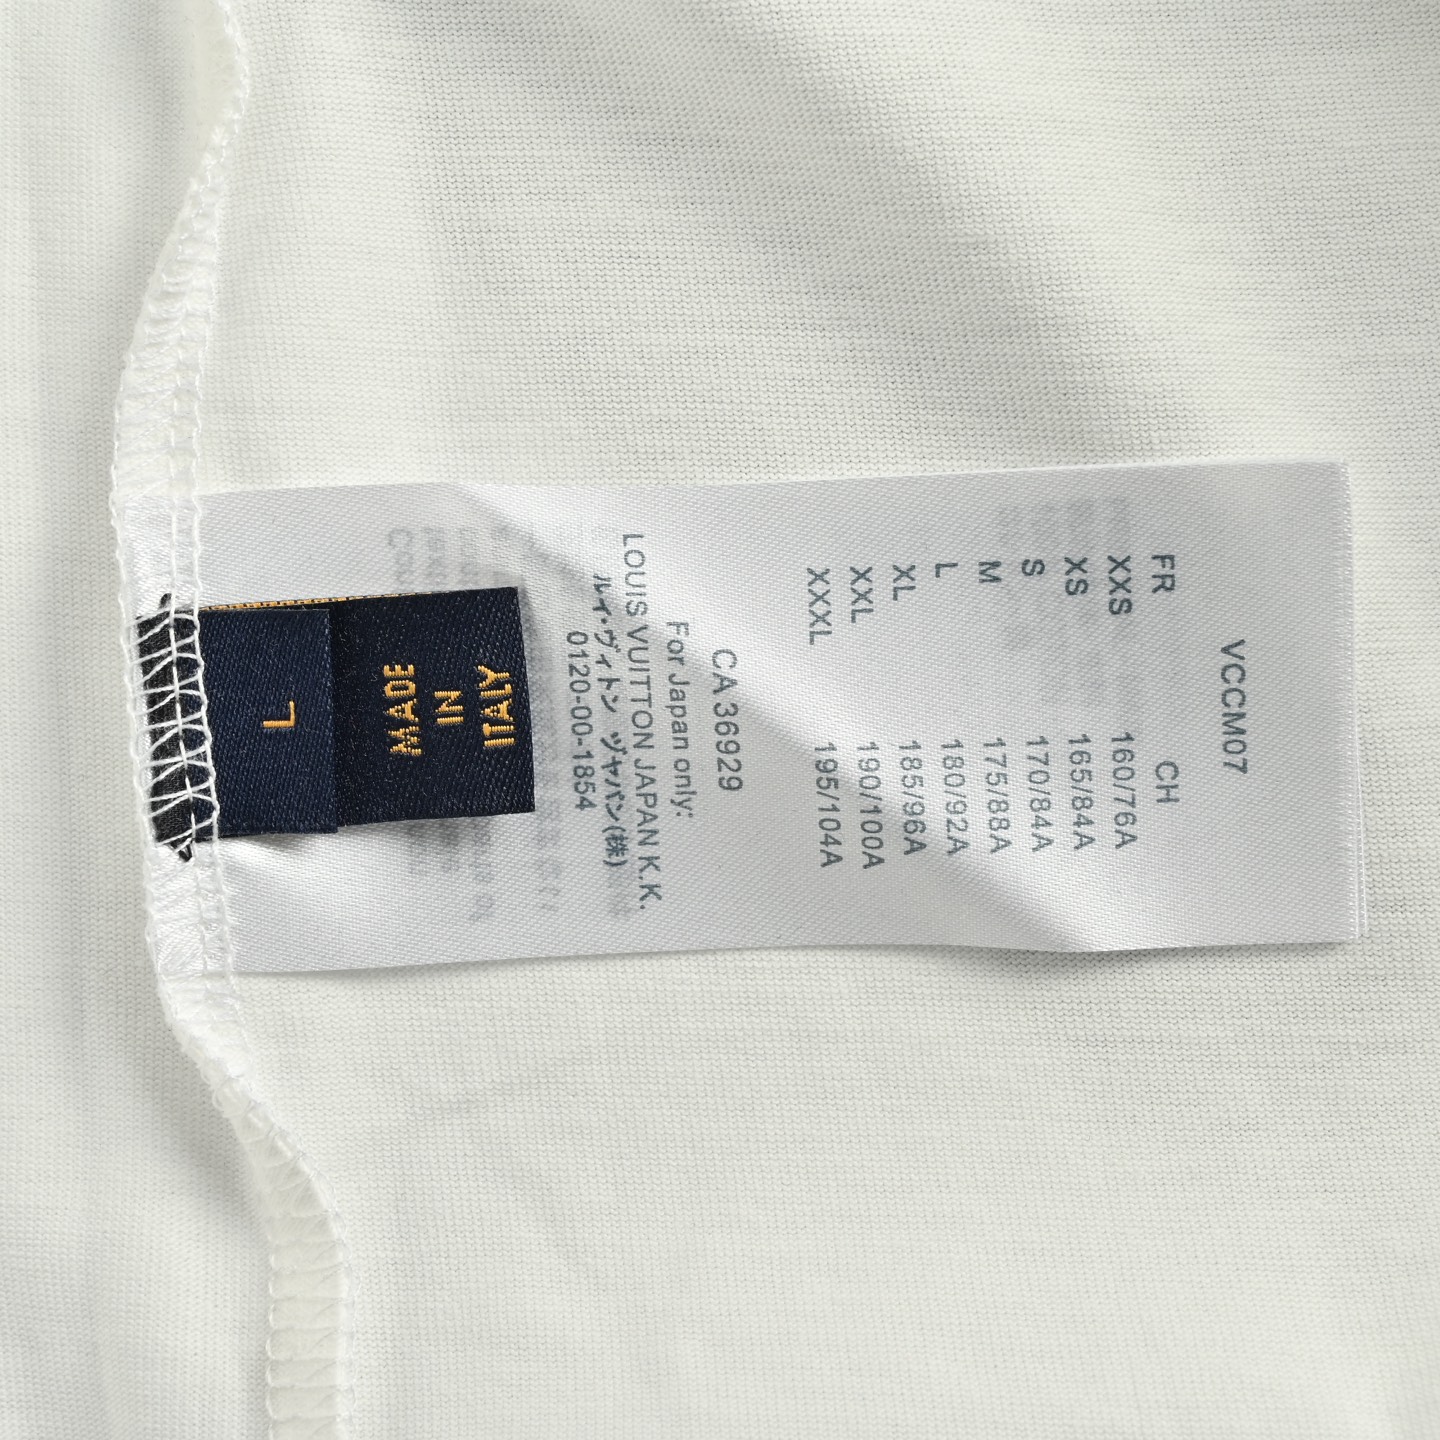 VCCM07
FR CH
XXS 160/76A
XS 165/84A
S 170/84A
M 175/88A
L 180/92A
XL 185/96A
XXL 190/100A
XXXL 195/104A
CA 36929
For Japan only:
LOUIS VUITTON JAPAN K.K.
ルイ・ヴィトン ジャパン(株)
0120-00-1854
L
MADE
IN
ITALY